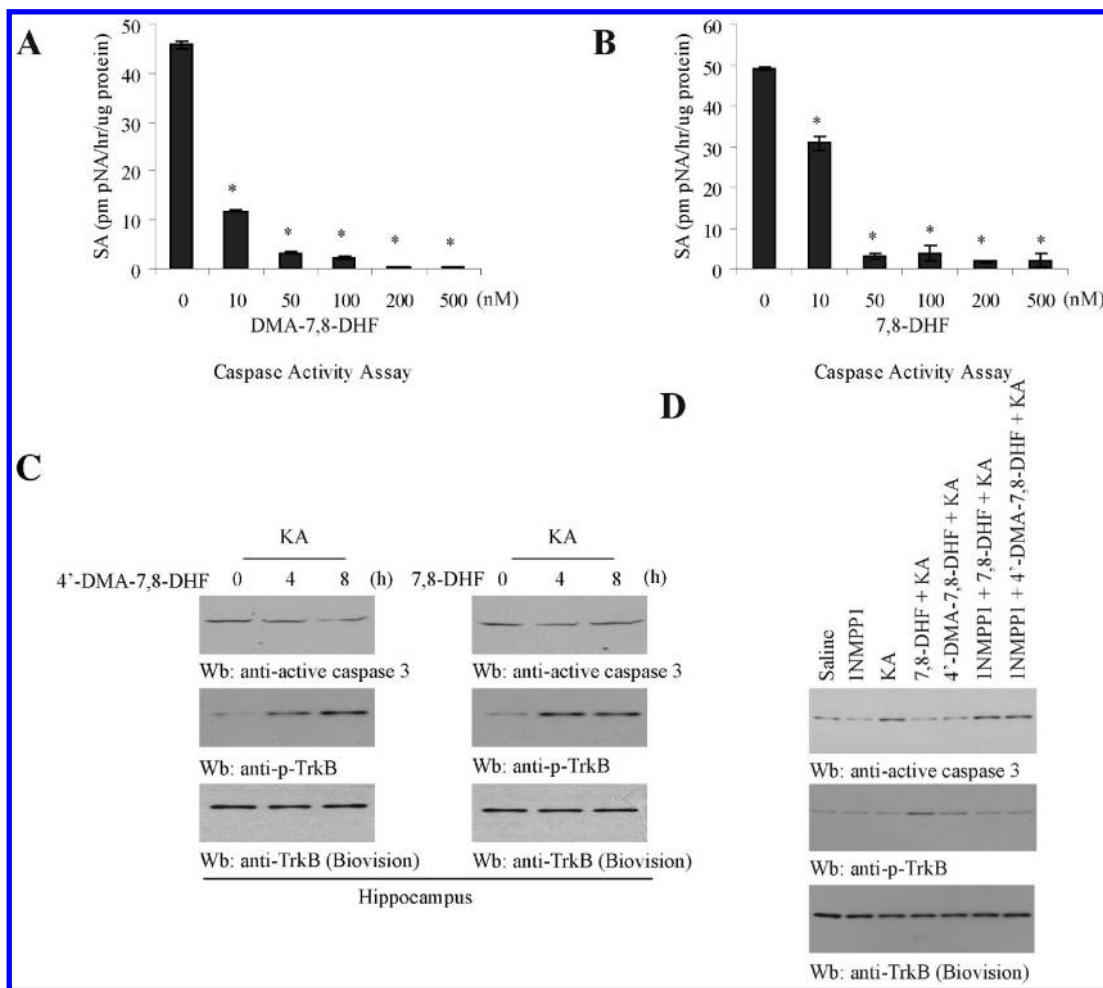 A
SA (pm pNA/hr/ug protein)
50
40
30
20
10
0
0 10 50 100 200 500 (nM)
DMA-7,8-DHF
Caspase Activity Assay
* * * * *
B
SA (pm pNA/hr/ug protein)
60
50
40
30
20
10
0
0 10 50 100 200 500 (nM)
7,8-DHF
Caspase Activity Assay
* * * * *
C
KA
4’-DMA-7,8-DHF 0 4 8 (h)
Wb: anti-active caspase 3
Wb: anti-p-TrkB
Wb: anti-TrkB (Biovision)
KA
7,8-DHF 0 4 8 (h)
Wb: anti-active caspase 3
Wb: anti-p-TrkB
Wb: anti-TrkB (Biovision)
Hippocampus
D
Saline
1NMPP1
KA
7,8-DHF + KA
4’-DMA-7,8-DHF + KA
1NMPP1 + 7,8-DHF + KA
1NMPP1 + 4’-DMA-7,8-DHF + KA
Wb: anti-active caspase 3
Wb: anti-p-TrkB
Wb: anti-TrkB (Biovision)